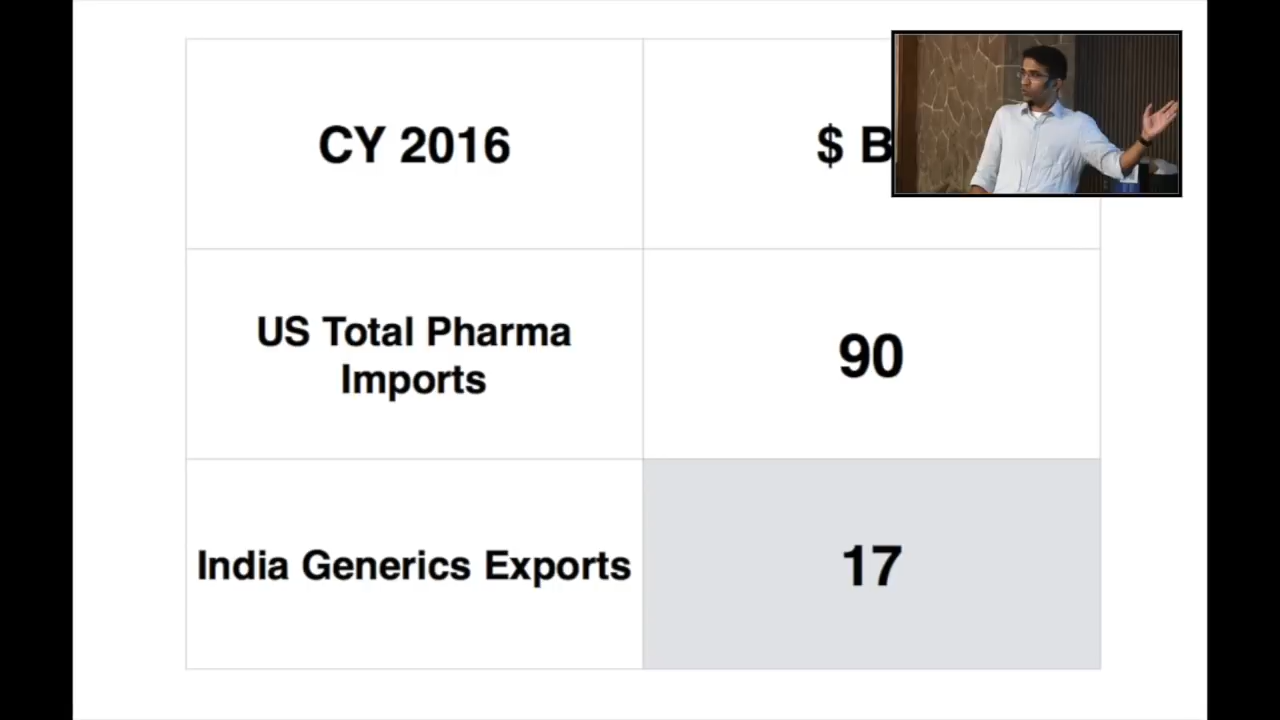 CY 2016
$ B
US Total Pharma
Imports
90
India Generics Exports
17